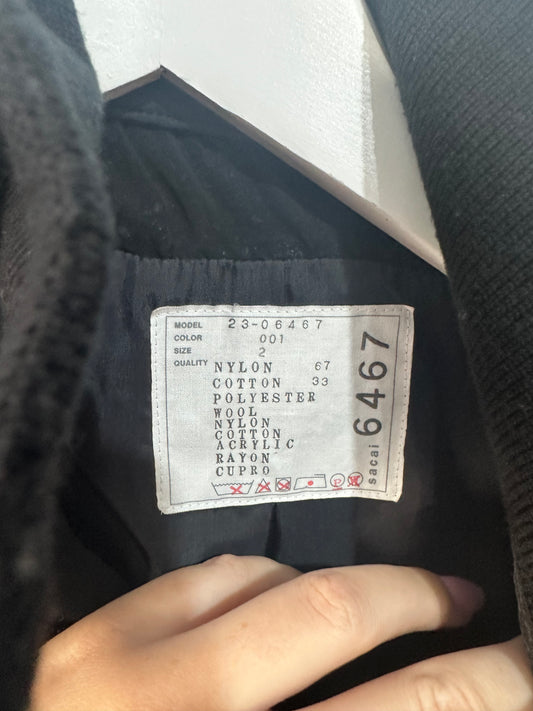 MODEL 23-06467
COLOR 001
SIZE 2
QUALITY NYLON 67
COTTON 33
POLYESTER
WOOL
NYLON
COTTON
ACRYLIC
RAYON
CUPRO
sacai 6467